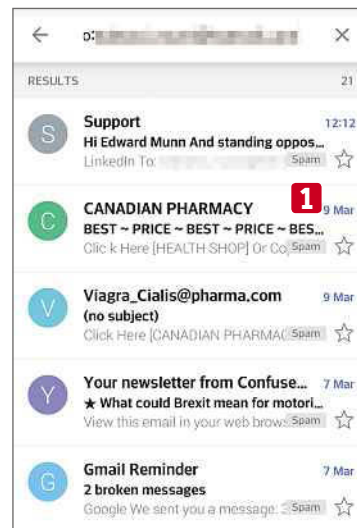 o:
RESULTS 21
S Support 12:12
Hi Edward Munn And standing oppos...
LinkedIn To: Spam
1
C CANADIAN PHARMACY 9 Mar
BEST ~ PRICE ~ BEST ~ PRICE ~ BES...
Clic k Here [HEALTH SHOP] Or Co Spam
V Viagra_Cialis@pharma.com 9 Mar
(no subject)
Click Here [CANADIAN PHARMAC Spam
Y Your newsletter from Confuse... 7 Mar
★ What could Brexit mean for motori...
View this email in your web brow Spam
G Gmail Reminder 7 Mar
2 broken messages
Google We sent you a message: Spam